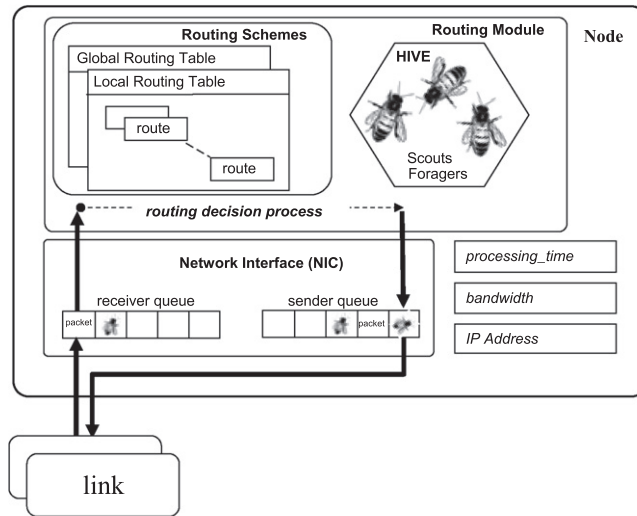 Node
Routing Module
Routing Schemes
Global Routing Table
Local Routing Table
route
route
HIVE
Scouts
Foragers
routing decision process
Network Interface (NIC)
receiver queue
sender queue
packet
packet
processing_time
bandwidth
IP Address
link